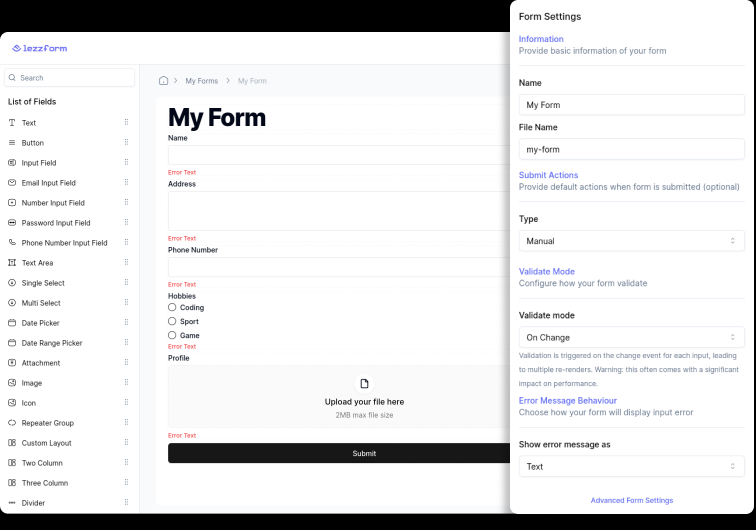 lezzform
Search
List of Fields
Text
Button
Input Field
Email Input Field
Number Input Field
Password Input Field
Phone Number Input Field
Text Area
Single Select
Multi Select
Date Picker
Date Range Picker
Attachment
Image
Icon
Repeater Group
Custom Layout
Two Column
Three Column
Divider
My Forms
My Form
My Form
Name
Error Text
Address
Error Text
Phone Number
Error Text
Hobbies
Coding
Sport
Game
Error Text
Profile
Upload your file here
2MB max file size
Error Text
Submit
Form Settings
Information
Provide basic information of your form
Name
My Form
File Name
my-form
Submit Actions
Provide default actions when form is submitted (optional)
Type
Manual
Validate Mode
Configure how your form validate
Validate mode
On Change
Validation is triggered on the change event for each input, leading
to multiple re-renders. Warning: this often comes with a significant
impact on performance.
Error Message Behaviour
Choose how your form will display input error
Show error message as
Text
Advanced Form Settings